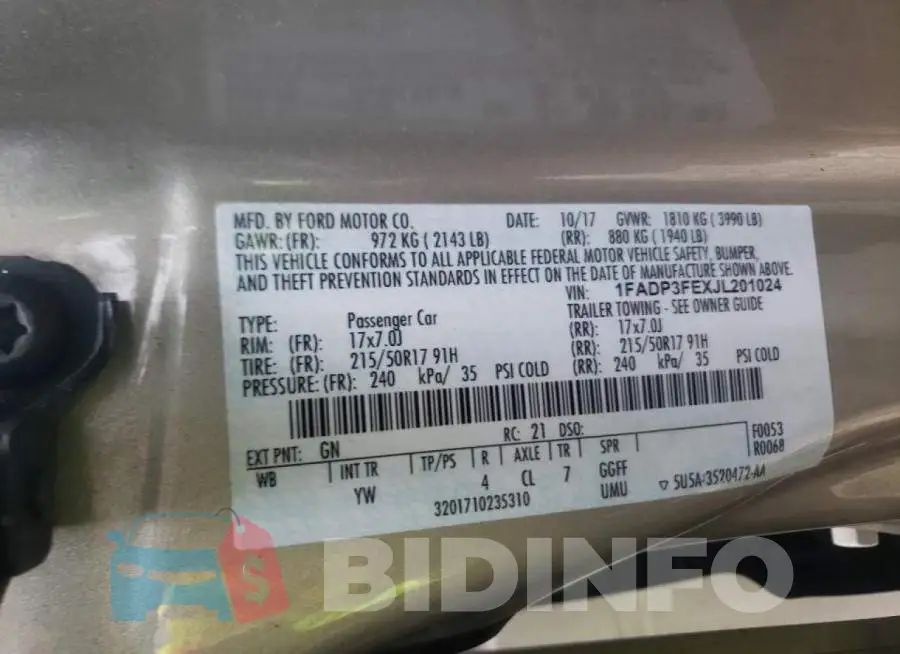 MFD. BY FORD MOTOR CO. DATE: 10/17 GVWR: 1810 KG ( 3990 LB)
GAWR: (FR): 972 KG ( 2143 LB) (RR): 880 KG ( 1940 LB)
THIS VEHICLE CONFORMS TO ALL APPLICABLE FEDERAL MOTOR VEHICLE SAFETY, BUMPER,
AND THEFT PREVENTION STANDARDS IN EFFECT ON THE DATE OF MANUFACTURE SHOWN ABOVE.
VIN: 1FADP3FEXJL201024
TYPE: Passenger Car TRAILER TOWING - SEE OWNER GUIDE
RIM: (FR): 17x7.0J (RR): 17x7.0J
TIRE: (FR): 215/50R17 91H (RR): 215/50R17 91H
PRESSURE: (FR): 240 kPa/ 35 PSI COLD (RR): 240 kPa/ 35 PSI COLD
EXT PNT: GN RC: 21 DSO: F0053
WB INT TR TP/PS R AXLE TR SPR R0068
YW 4 CL 7 GGFF
3201710235310 UMU ▽ 5U5A-3520472-AA
BIDINFO